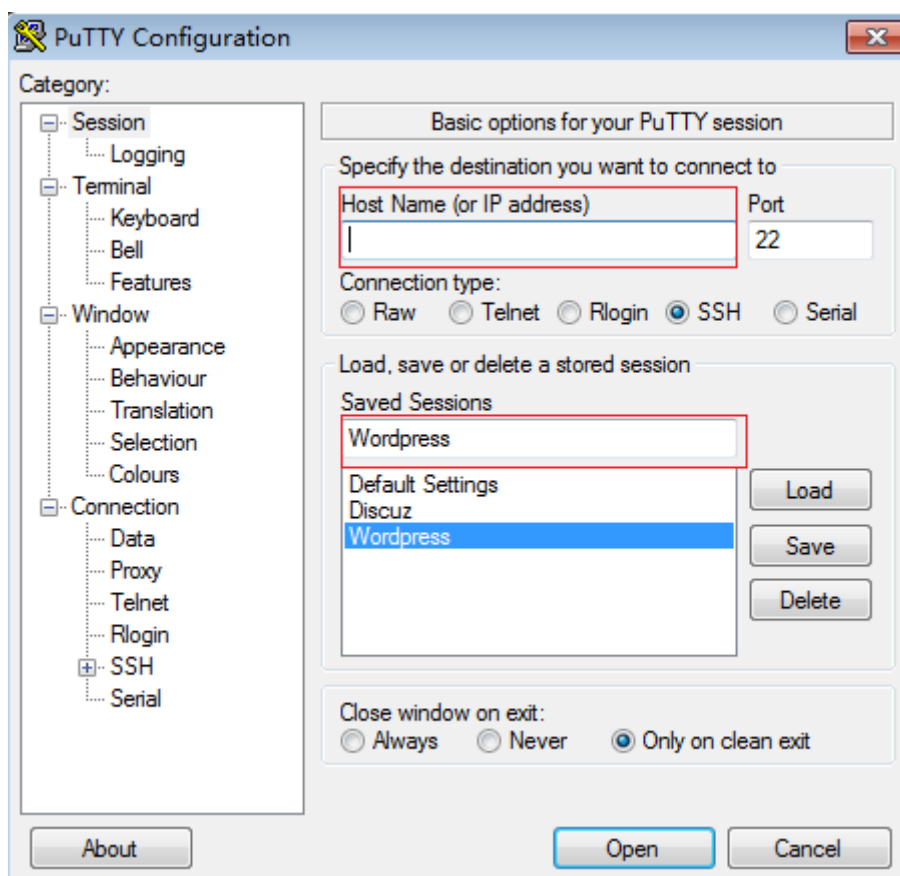 PuTTY Configuration
Category:
Session
Logging
Terminal
Keyboard
Bell
Features
Window
Appearance
Behaviour
Translation
Selection
Colours
Connection
Data
Proxy
Telnet
Rlogin
SSH
Serial
Basic options for your PuTTY session
Specify the destination you want to connect to
Host Name (or IP address) Port
22
Connection type:
Raw Telnet Rlogin SSH Serial
Load, save or delete a stored session
Saved Sessions
Wordpress
Default Settings
Discuz
Wordpress
Load
Save
Delete
Close window on exit:
Always Never Only on clean exit
About Open Cancel